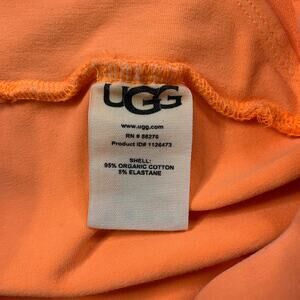 UGG
www.ugg.com
RN # 88276
Product ID# 1126473
SHELL:
95% ORGANIC COTTON
5% ELASTANE